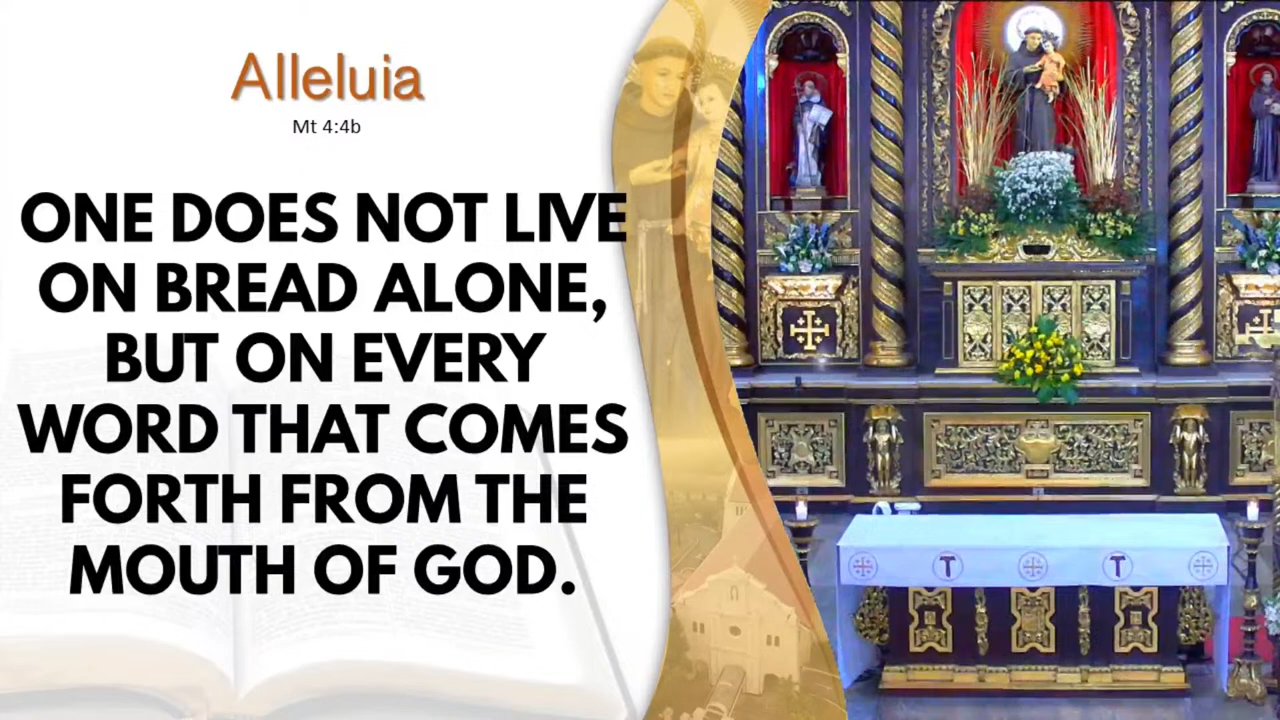 Alleluia
Mt 4:4b
ONE DOES NOT LIVE
ON BREAD ALONE,
BUT ON EVERY
WORD THAT COMES
FORTH FROM THE
MOUTH OF GOD.